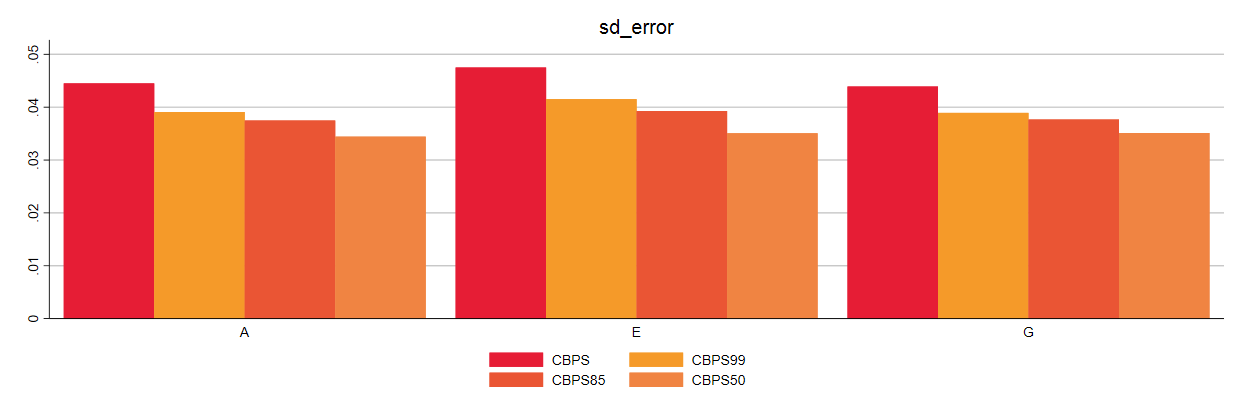 sd_error
.05
.04
.03
.02
.01
0
A E G
CBPS CBPS99
CBPS85 CBPS50